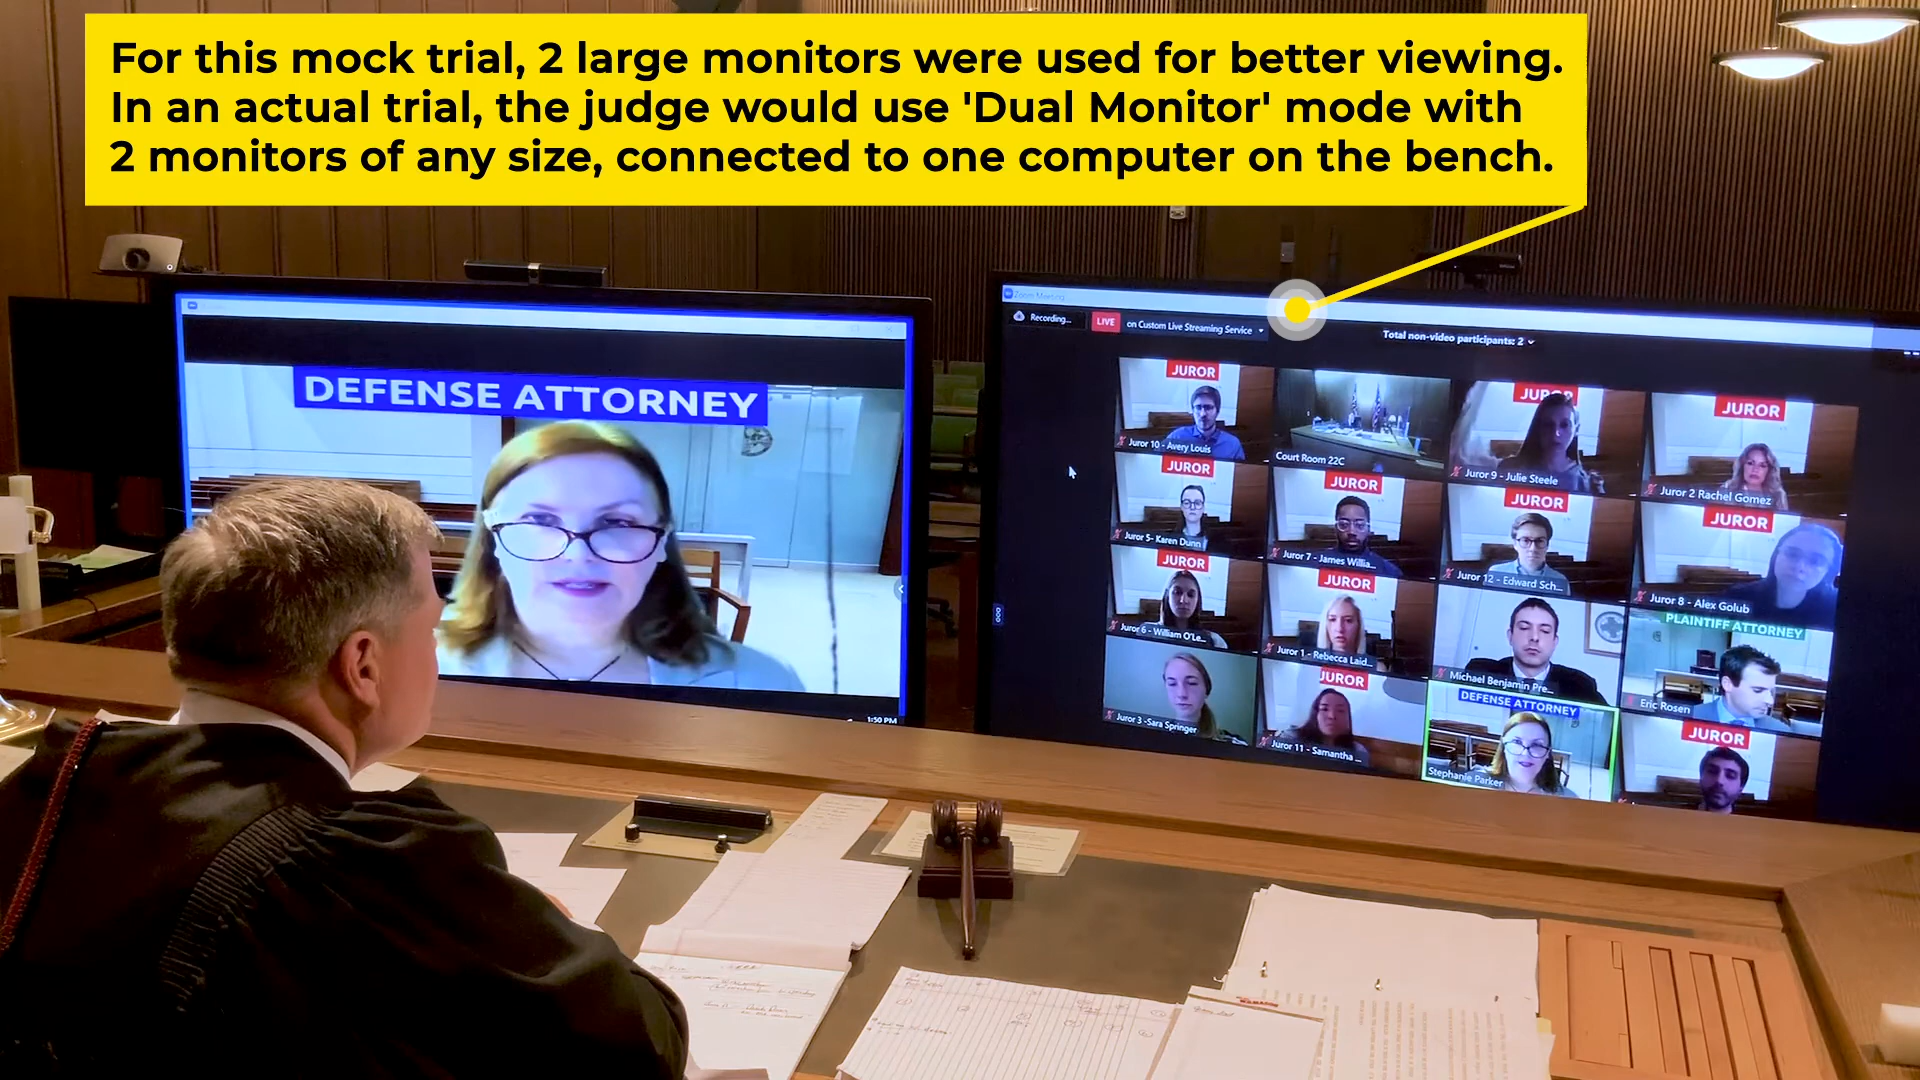 For this mock trial, 2 large monitors were used for better viewing.
In an actual trial, the judge would use 'Dual Monitor' mode with
2 monitors of any size, connected to one computer on the bench.
Zoom Meeting
Recording...
LIVE
on Custom Live Streaming Service
Total non-video participants: 2
DEFENSE ATTORNEY
1:50 PM
JUROR
Juror 10 - Avery Louis
Court Room 22C
JUROR
Juror 9 - Julie Steele
JUROR
Juror 2 Rachel Gomez
JUROR
Juror 5- Karen Dunn
JUROR
Juror 7 - James Willia...
JUROR
Juror 12 - Edward Sch...
JUROR
Juror 8 - Alex Golub
JUROR
Juror 6 - William O'Le...
JUROR
Juror 1 - Rebecca Laid...
Michael Benjamin Pre...
PLAINTIFF ATTORNEY
Eric Rosen
Juror 3 -Sara Springer
JUROR
Juror 11 - Samantha ...
DEFENSE ATTORNEY
Stephanie Parker
JUROR